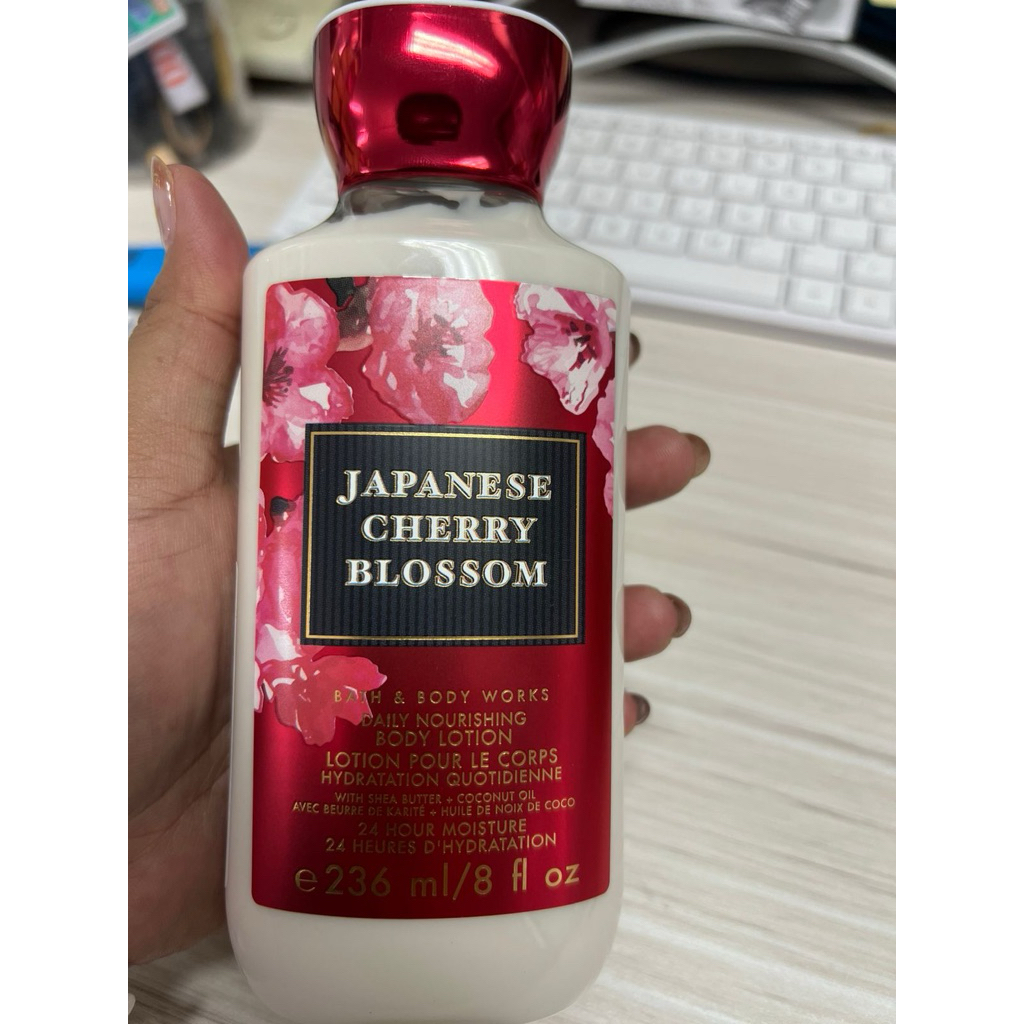 JAPANESE
CHERRY
BLOSSOM
BATH & BODY WORKS
DAILY NOURISHING
BODY LOTION
LOTION POUR LE CORPS
HYDRATATION QUOTIDIENNE
WITH SHEA BUTTER + COCONUT OIL
AVEC BEURRE DE KARITÉ + HUILE DE NOIX DE COCO
24 HOUR MOISTURE
24 HEURES D'HYDRATATION
℮236 ml/8 fl oz